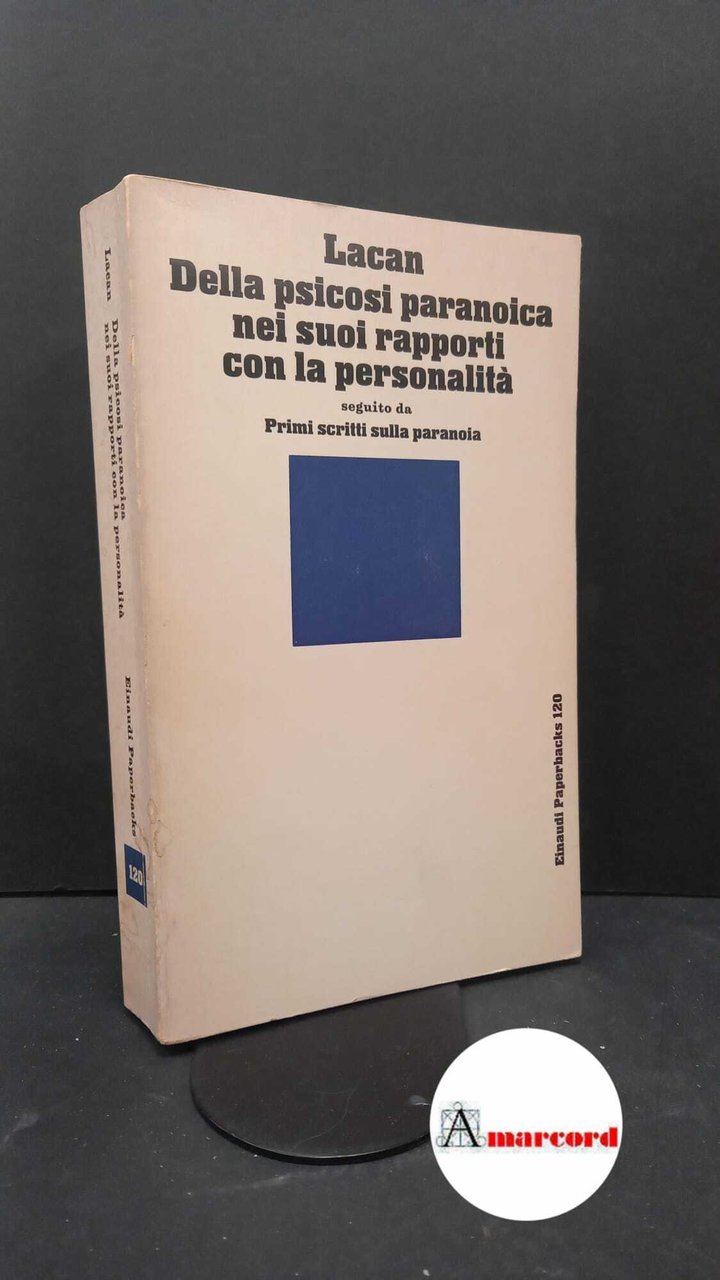 Lacan
Della psicosi paranoica
nei suoi rapporti
con la personalità
seguito da
Primi scritti sulla paranoia
Einaudi Paperbacks 120
Lacan Della psicosi paranoica
nei suoi rapporti con la personalità
Einaudi Paperbacks
120
Amarcord